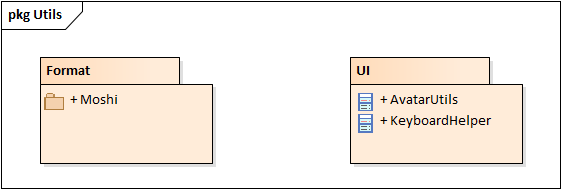 pkg Utils
Format
+ Moshi
UI
+ AvatarUtils
+ KeyboardHelper